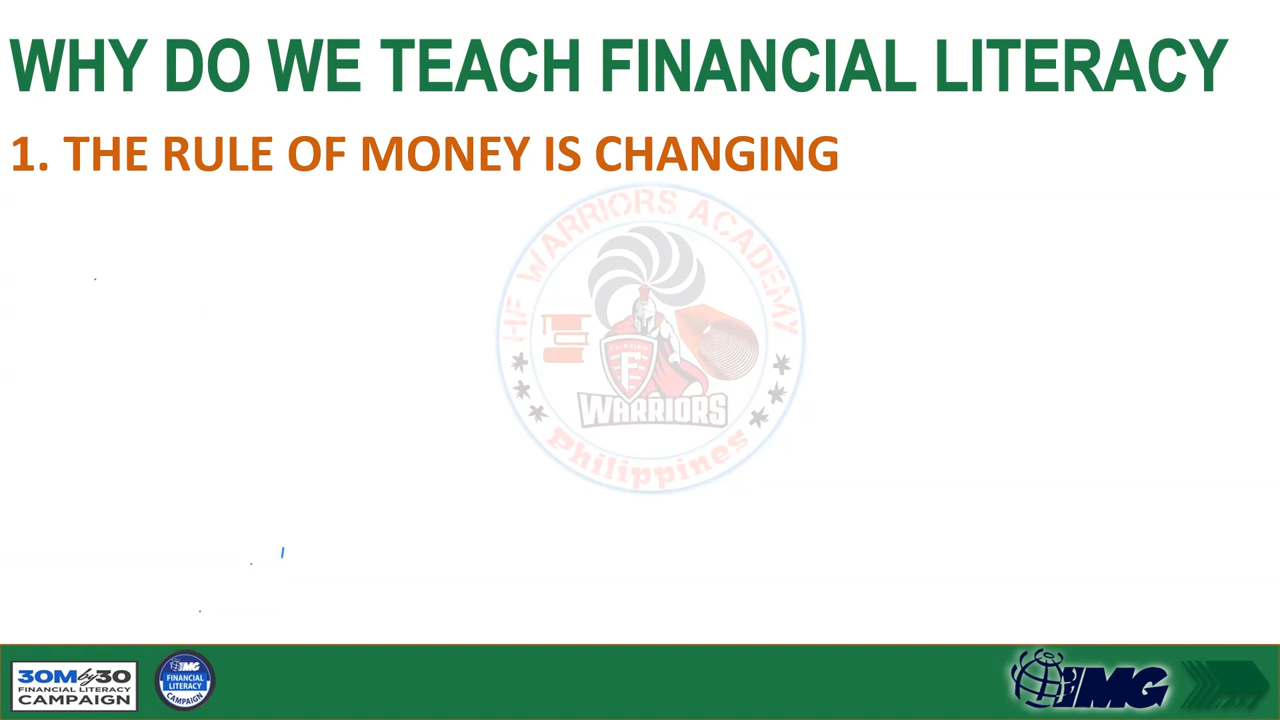 WHY DO WE TEACH FINANCIAL LITERACY
1. THE RULE OF MONEY IS CHANGING
HF WARRIORS ACADEMY
F
WARRIORS
Philippines
30M by 30
FINANCIAL LITERACY
CAMPAIGN
IMG
FINANCIAL
LITERACY
CAMPAIGN
IMG